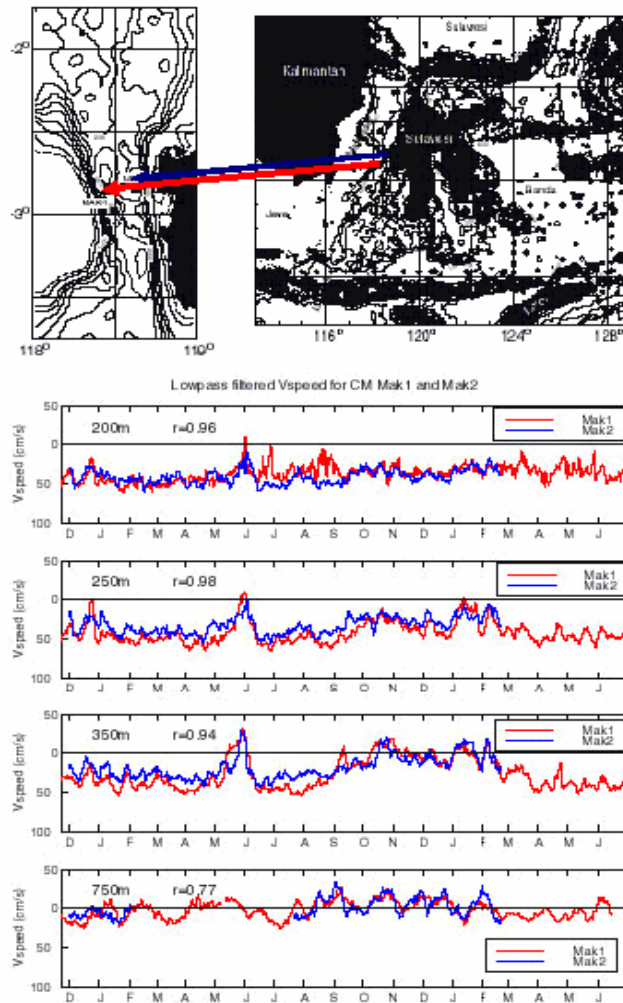 -2°
-3°
118°
119°
MAK1
Sulawesi
Kalimantan
Sulawesi
Banda
Jawa
116°
120°
124°
128°
Lowpass filtered Vspeed for CM Mak1 and Mak2
200m r=0.96
Mak1
Mak2
50
0
50
100
Vspeed (cm/s)
D J F M A M J J A S O N D J F M A M J
250m r=0.98
Mak1
Mak2
50
0
50
100
Vspeed (cm/s)
D J F M A M J J A S O N D J F M A M J
350m r=0.94
Mak1
Mak2
50
0
50
100
Vspeed (cm/s)
D J F M A M J J A S O N D J F M A M J
750m r=0.77
Mak1
Mak2
50
0
50
100
Vspeed (cm/s)
D J F M A M J J A S O N D J F M A M J